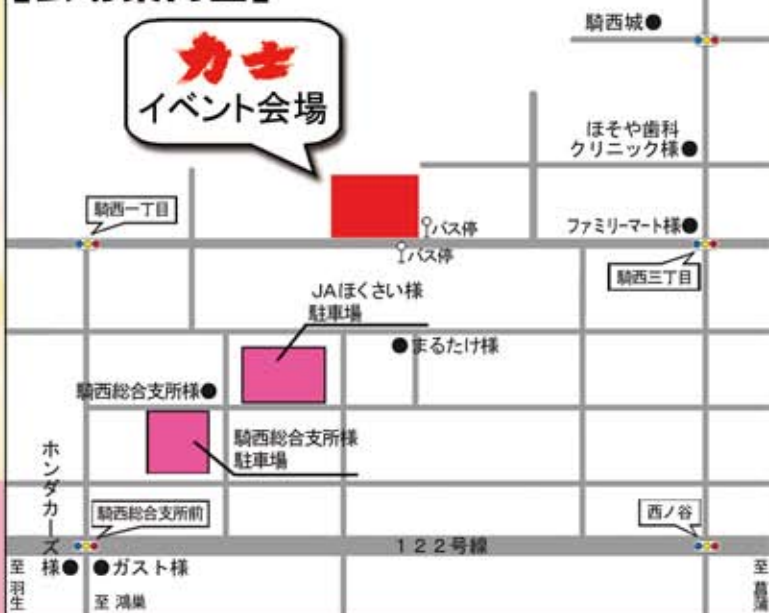 騎西城●
力士
イベント会場
ほそや歯科
クリニック様●
騎西一丁目
バス停
ファミリーマート様●
バス停
騎西三丁目
JAほくさい様
駐車場
●まるたけ様
騎西総合支所様●
騎西総合支所様
駐車場
ホンダカーズ様●
騎西総合支所前
西ノ谷
122号線
●ガスト様
至 羽生
至 鴻巣
至 菖蒲